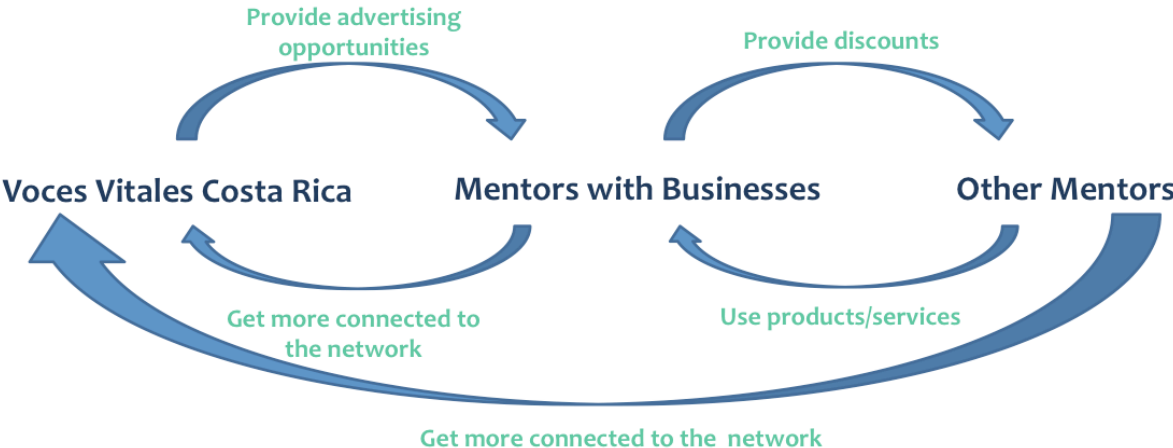 Provide advertising
opportunities
Provide discounts
Voces Vitales Costa Rica
Mentors with Businesses
Other Mentors
Get more connected to
the network
Use products/services
Get more connected to the network